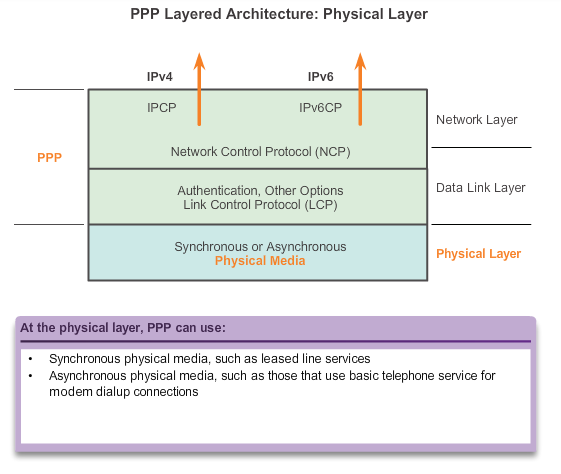 PPP Layered Architecture: Physical Layer
IPv4 IPv6
IPCP IPv6CP
Network Layer
Network Control Protocol (NCP)
PPP
Authentication, Other Options
Link Control Protocol (LCP)
Data Link Layer
Synchronous or Asynchronous
Physical Media
Physical Layer
At the physical layer, PPP can use:
• Synchronous physical media, such as leased line services
• Asynchronous physical media, such as those that use basic telephone service for
modem dialup connections